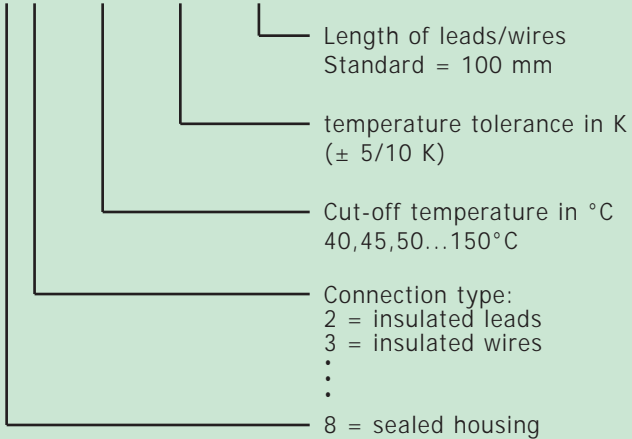 Length of leads/wires
Standard = 100 mm
temperature tolerance in K
(± 5/10 K)
Cut-off temperature in °C
40,45,50...150°C
Connection type:
2 = insulated leads
3 = insulated wires
•
•
•
8 = sealed housing